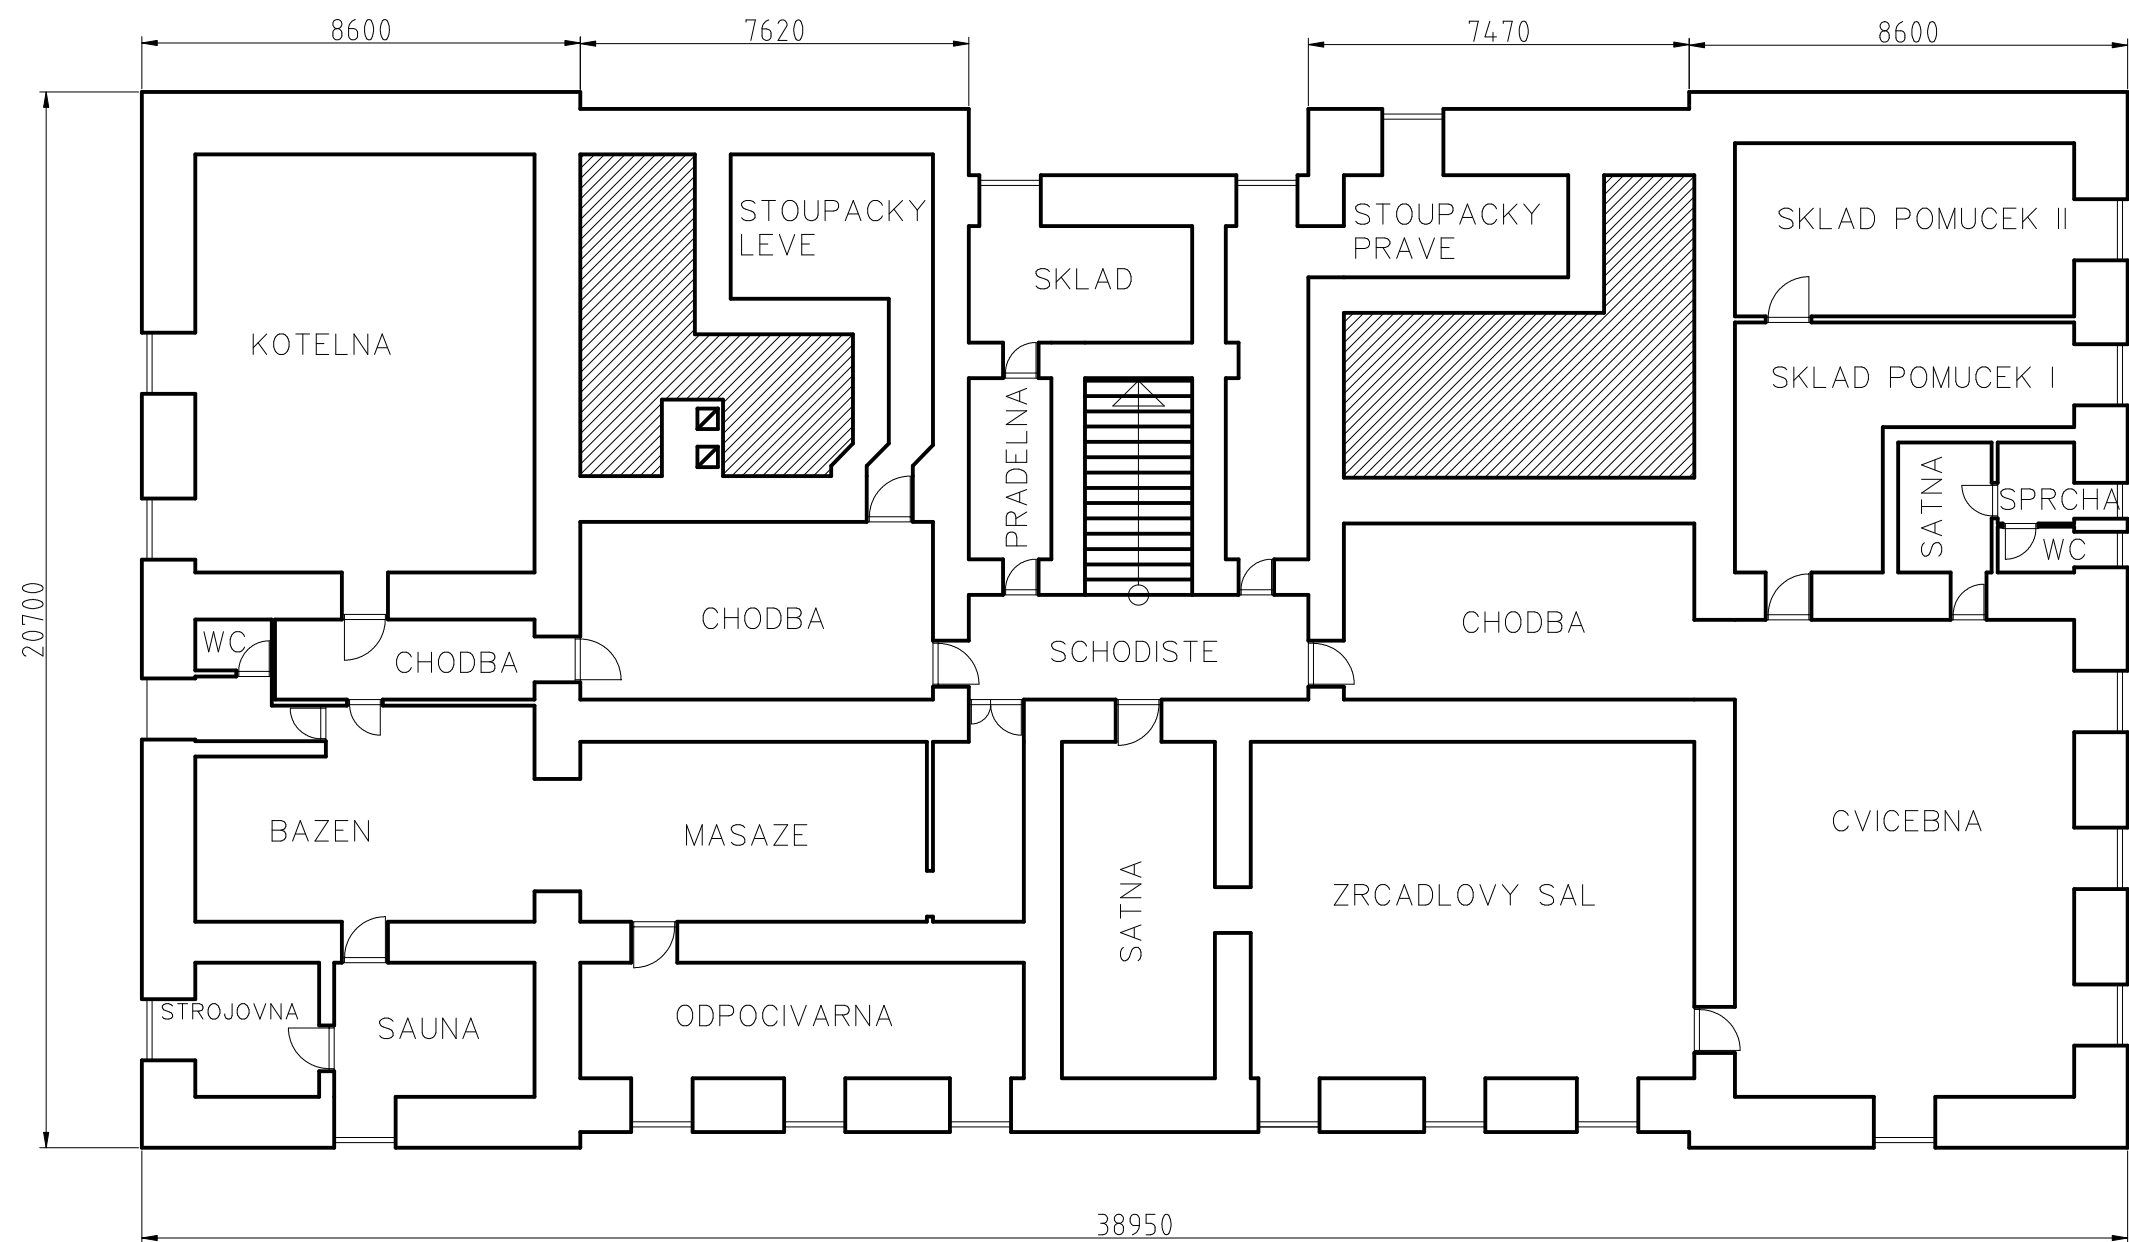 8600
7620
7470
8600
STOUPACKY
LEVE
STOUPACKY
PRAVE
SKLAD POMUCEK II
SKLAD
KOTELNA
SKLAD POMUCEK I
PRADELNA
SATNA
SPRCHA
WC
20700
WC
CHODBA
CHODBA
SCHODISTE
CHODBA
BAZEN
MASAZE
SATNA
ZRCADLOVY SAL
CVICEBNA
STROJOVNA
SAUNA
ODPOCIVARNA
38950